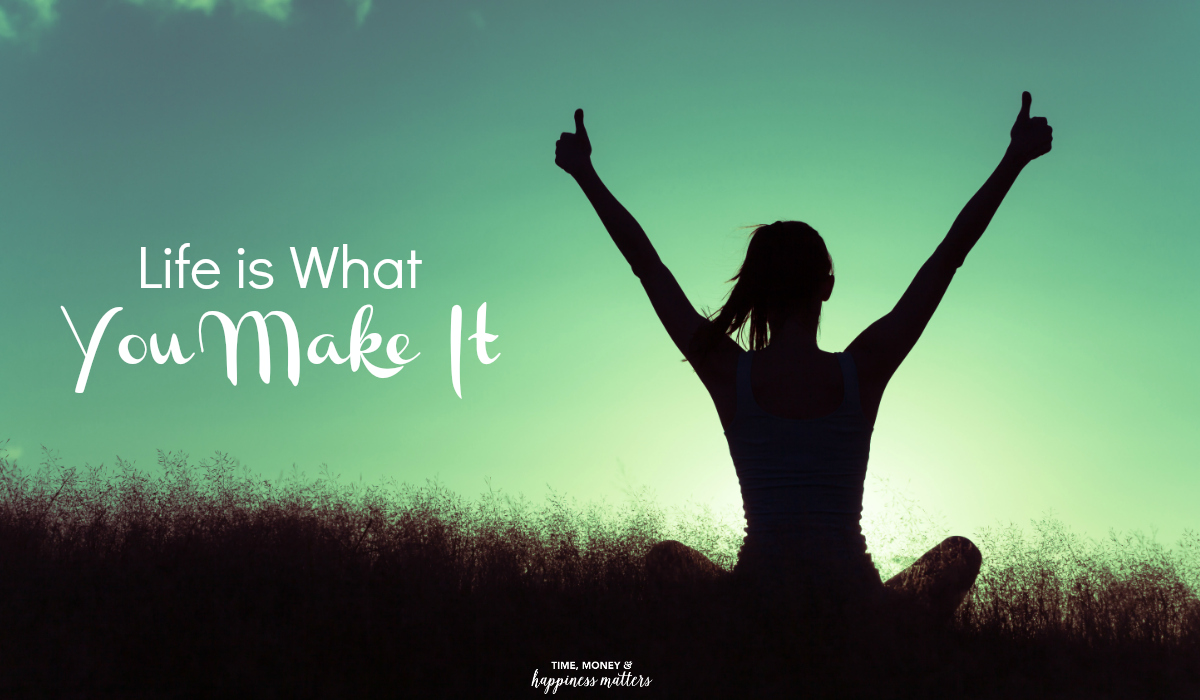 Life is What
You Make It
TIME, MONEY &
happiness matters